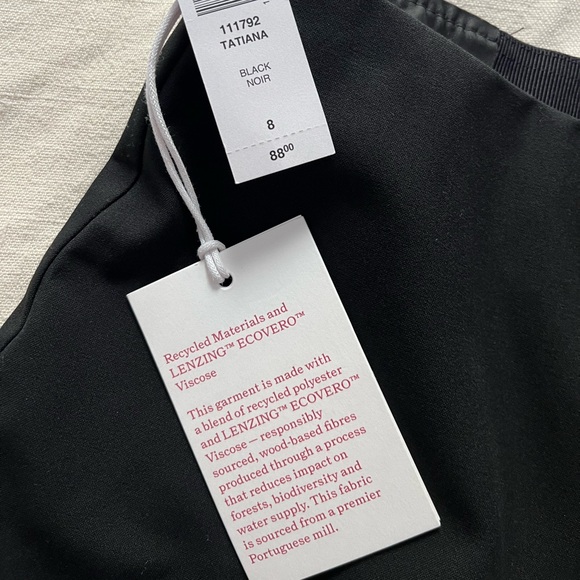 111792
TATIANA
BLACK
NOIR
8
88⁰⁰
Recycled Materials and
LENZING™ ECOVERO™
Viscose
This garment is made with
a blend of recycled polyester
and LENZING™ ECOVERO™
Viscose — responsibly
sourced, wood-based fibres
produced through a process
that reduces impact on
forests, biodiversity and
water supply. This fabric
is sourced from a premier
Portuguese mill.